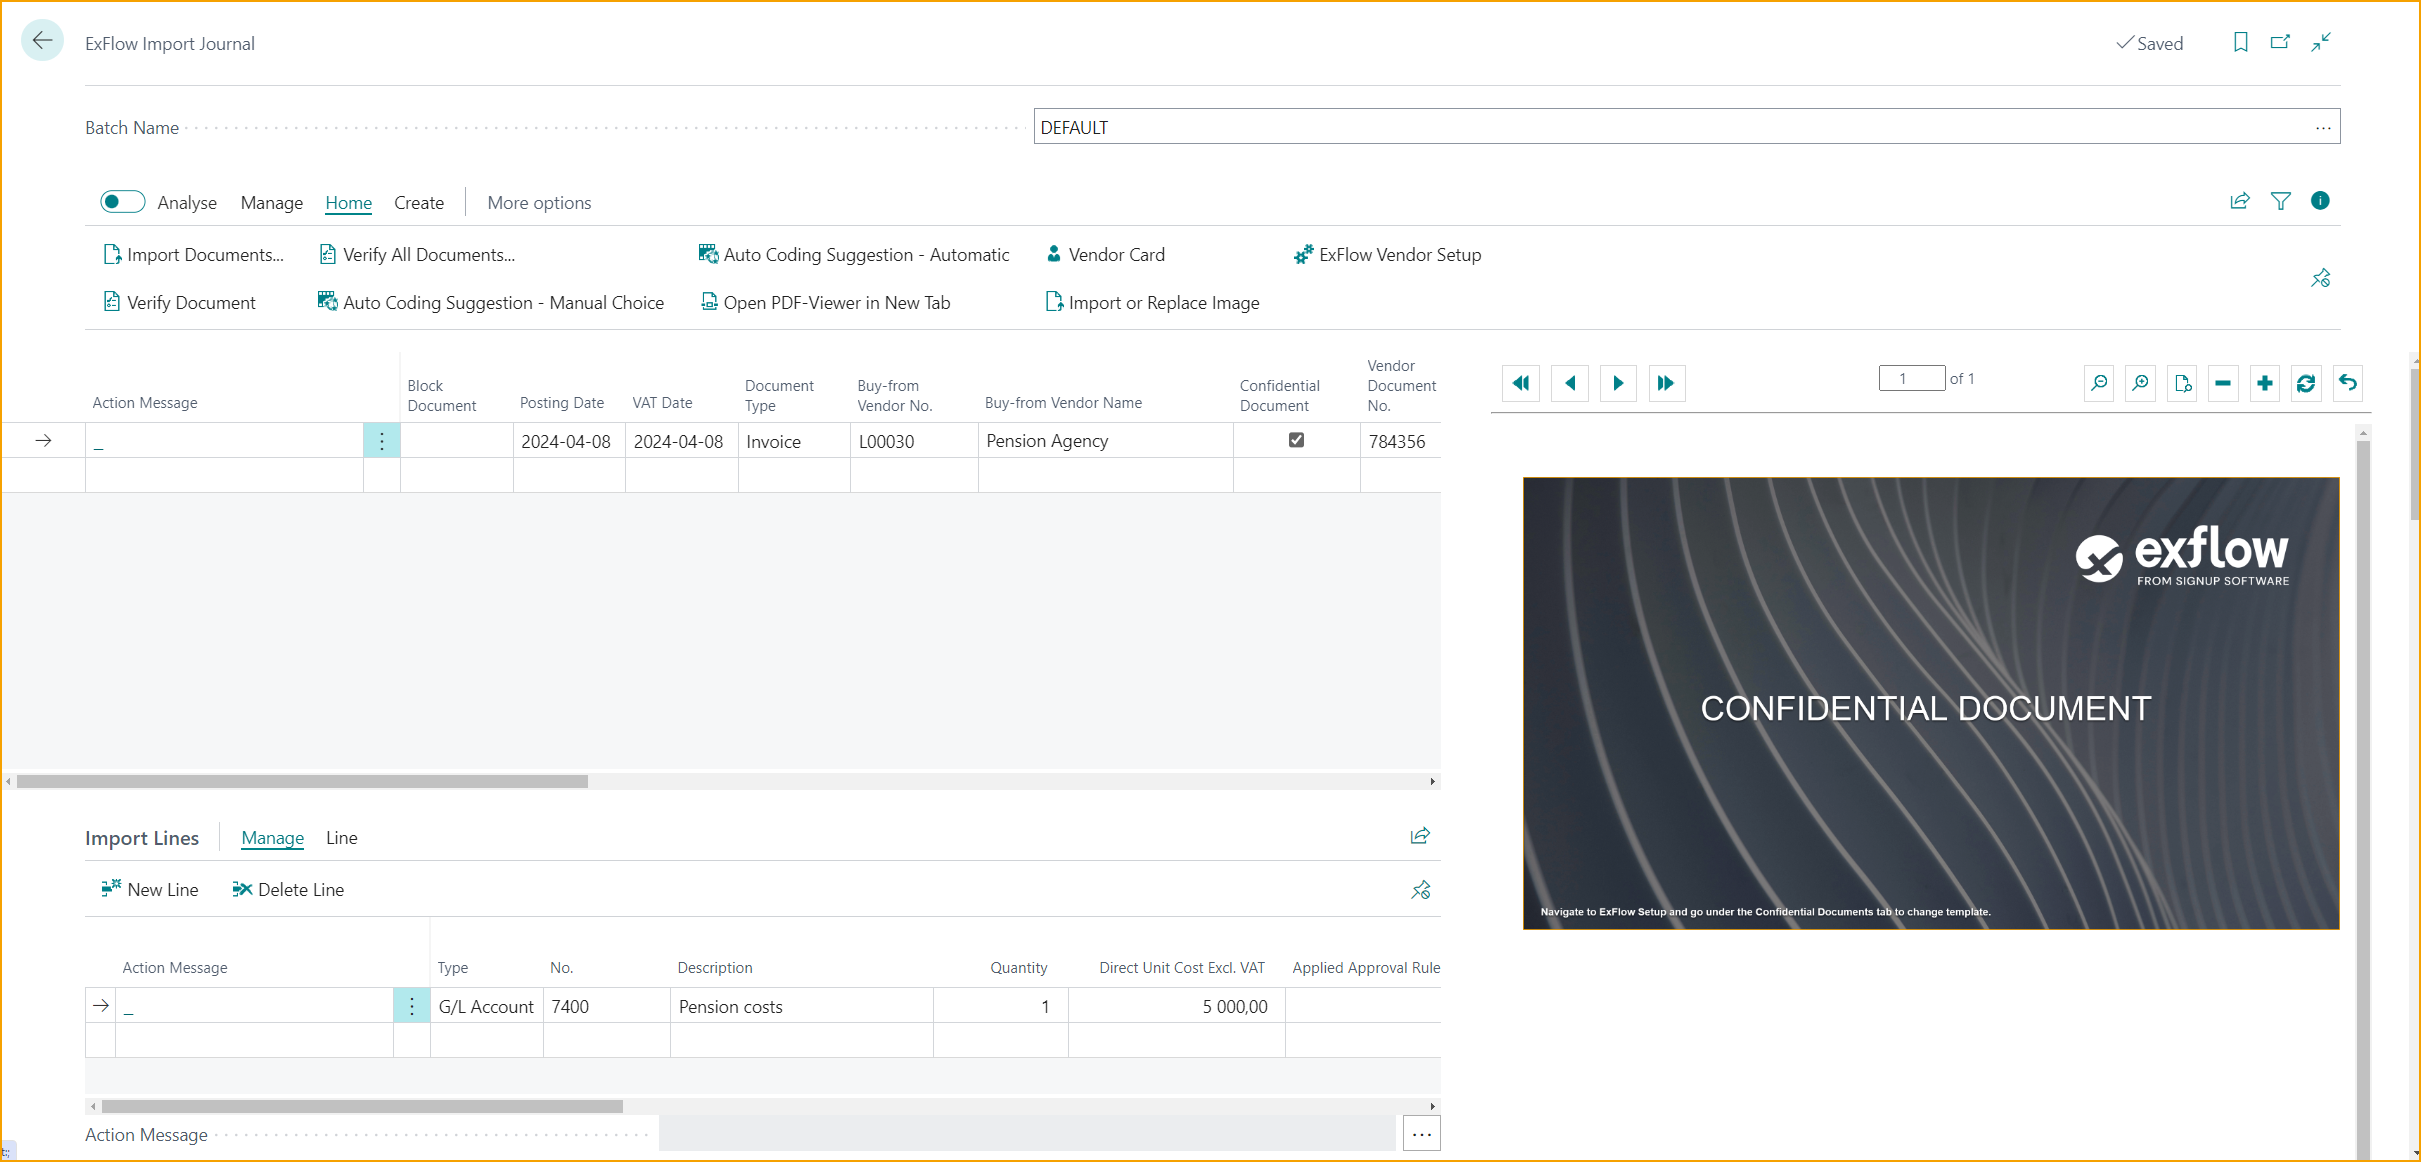 ExFlow Import Journal
Saved
Batch Name
DEFAULT
Analyse Manage Home Create More options
Import Documents... Verify All Documents... Auto Coding Suggestion - Automatic Vendor Card ExFlow Vendor Setup
Verify Document Auto Coding Suggestion - Manual Choice Open PDF-Viewer in New Tab Import or Replace Image
Action Message Block Document Posting Date VAT Date Document Type Buy-from Vendor No. Buy-from Vendor Name Confidential Document Vendor Document No.
_ 2024-04-08 2024-04-08 Invoice L00030 Pension Agency 784356
1 of 1
exflow
FROM SIGNUP SOFTWARE
CONFIDENTIAL DOCUMENT
Navigate to ExFlow Setup and go under the Confidential Documents tab to change template.
Import Lines Manage Line
New Line Delete Line
Action Message Type No. Description Quantity Direct Unit Cost Excl. VAT Applied Approval Rule
_ G/L Account 7400 Pension costs 1 5 000,00
Action Message